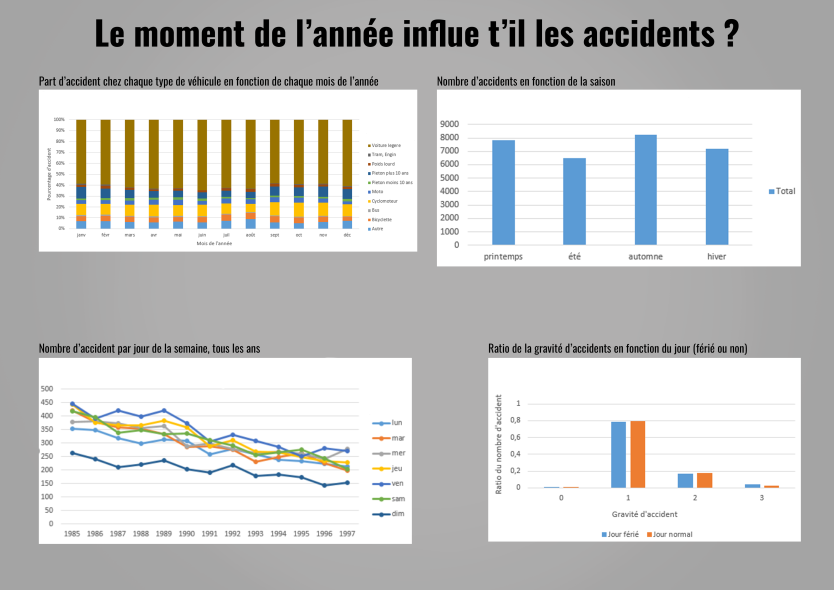 Le moment de l'année influe t'il les accidents ?
Part d'accident chez chaque type de véhicule en fonction de chaque mois de l'année
100%
90%
80%
70%
60%
50%
40%
30%
20%
10%
0%
Pourcentage d'accident
janv févr mars avr mai juin juil août sept oct nov déc
Mois de l'année
Voiture legere
Tram, Engin
Poids lourd
Pieton plus 10 ans
Pieton moins 10 ans
Moto
Cyclomoteur
Bus
Bicyclette
Autre
Nombre d'accidents en fonction de la saison
9000
8000
7000
6000
5000
4000
3000
2000
1000
0
printemps été automne hiver
Total
Nombre d'accident par jour de la semaine, tous les ans
500
450
400
350
300
250
200
150
100
50
0
1985 1986 1987 1988 1989 1990 1991 1992 1993 1994 1995 1996 1997
lun
mar
mer
jeu
ven
sam
dim
Ratio de la gravité d'accidents en fonction du jour (férié ou non)
Ratio du nombre d'accident
1
0,8
0,6
0,4
0,2
0
0 1 2 3
Gravité d'accident
Jour férié Jour normal